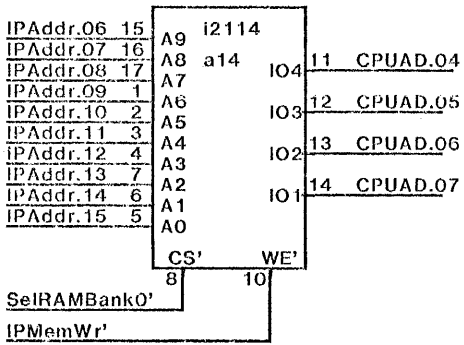 IPAddr.06 15 A9 i2114
IPAddr.07 16 A8 a14
IPAddr.08 17 A7 IO4 11 CPUAD.04
IPAddr.09 1 A6
IPAddr.10 2 A5 IO3 12 CPUAD.05
IPAddr.11 3 A4
IPAddr.12 4 A3 IO2 13 CPUAD.06
IPAddr.13 7 A2
IPAddr.14 6 A1 IO1 14 CPUAD.07
IPAddr.15 5 A0
CS' WE'
8 10
SelRAMBank0'
IPMemWr'